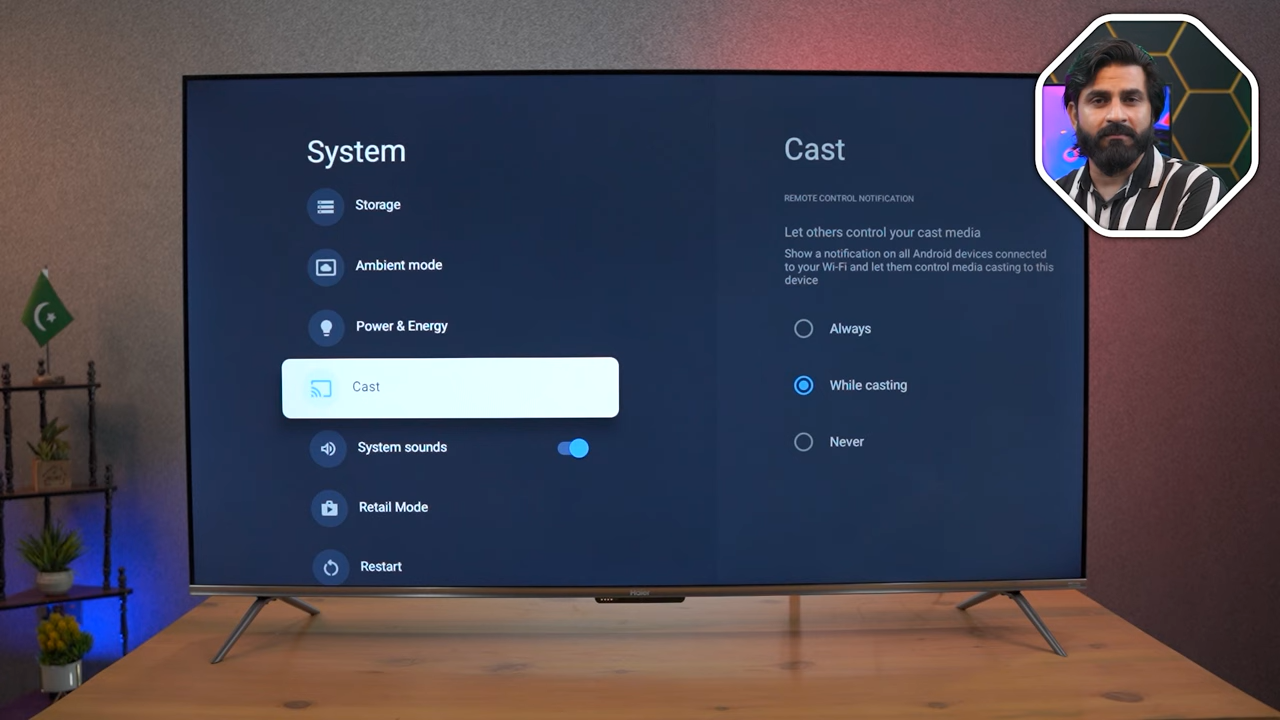 System
Storage
Ambient mode
Power & Energy
Cast
System sounds
Retail Mode
Restart
Cast
REMOTE CONTROL NOTIFICATION
Let others control your cast media
Show a notification on all Android devices connected
to your Wi-Fi and let them control media casting to this
device
Always
While casting
Never
Haier